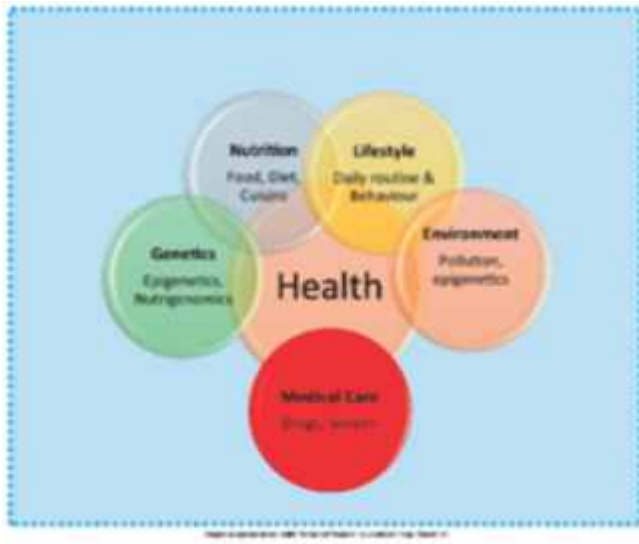 Nutrition
Food, Diet,
Cuisine
Lifestyle
Daily routine &
Behaviour
Genetics
Epigenetics,
Nutrigenomics
Environment
Pollution,
epigenetics
Health
Medical Care
Drugs,